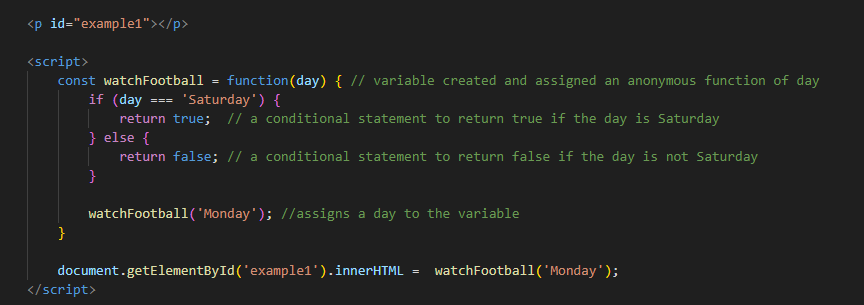 <p id="example1"></p>
<script>
const watchFootball = function(day) { // variable created and assigned an anonymous function of day
if (day === 'Saturday') {
return true;  // a conditional statement to return true if the day is Saturday
} else {
return false; // a conditional statement to return false if the day is not Saturday
}
watchFootball('Monday'); //assigns a day to the variable
}
document.getElementById('example1').innerHTML =  watchFootball('Monday');
</script>